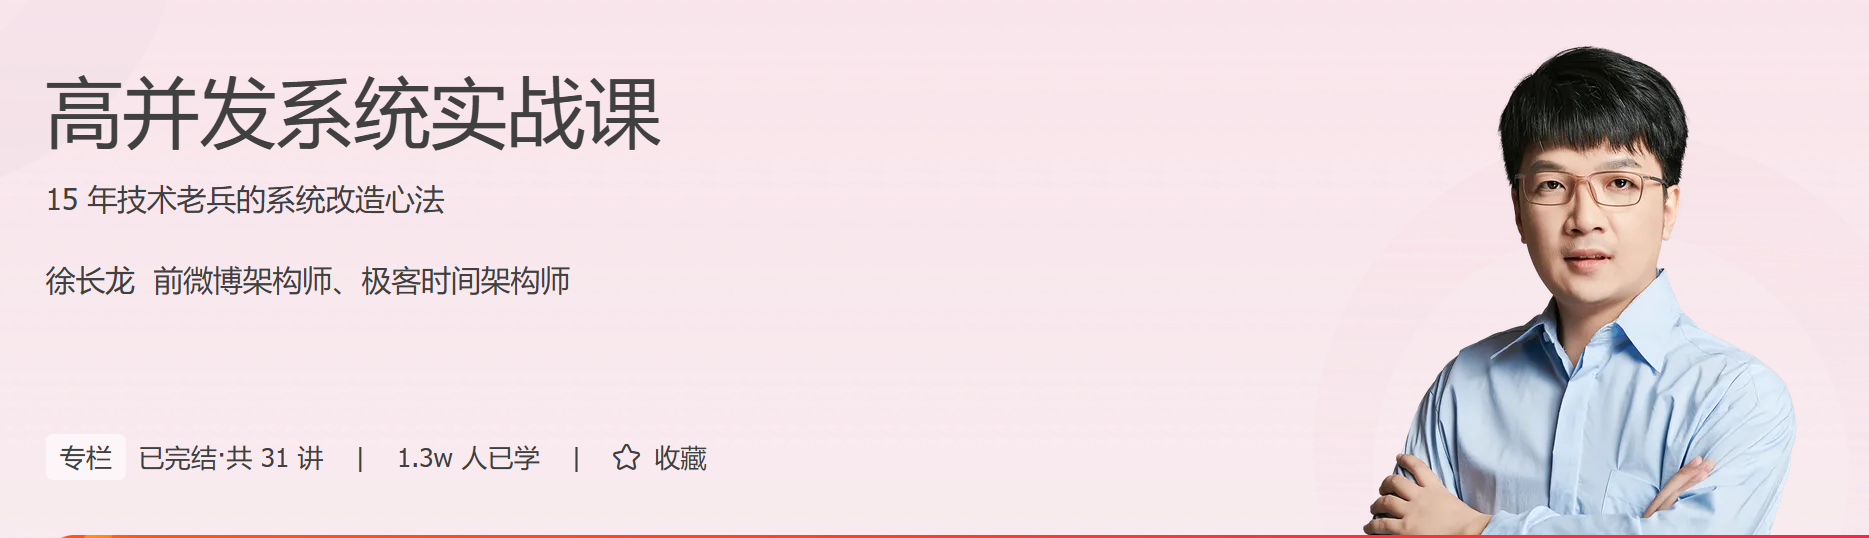 高并发系统实战课
15 年技术老兵的系统改造心法
徐长龙 前微博架构师、极客时间架构师
专栏 已完结·共 31 讲 | 1.3w 人已学 | 收藏